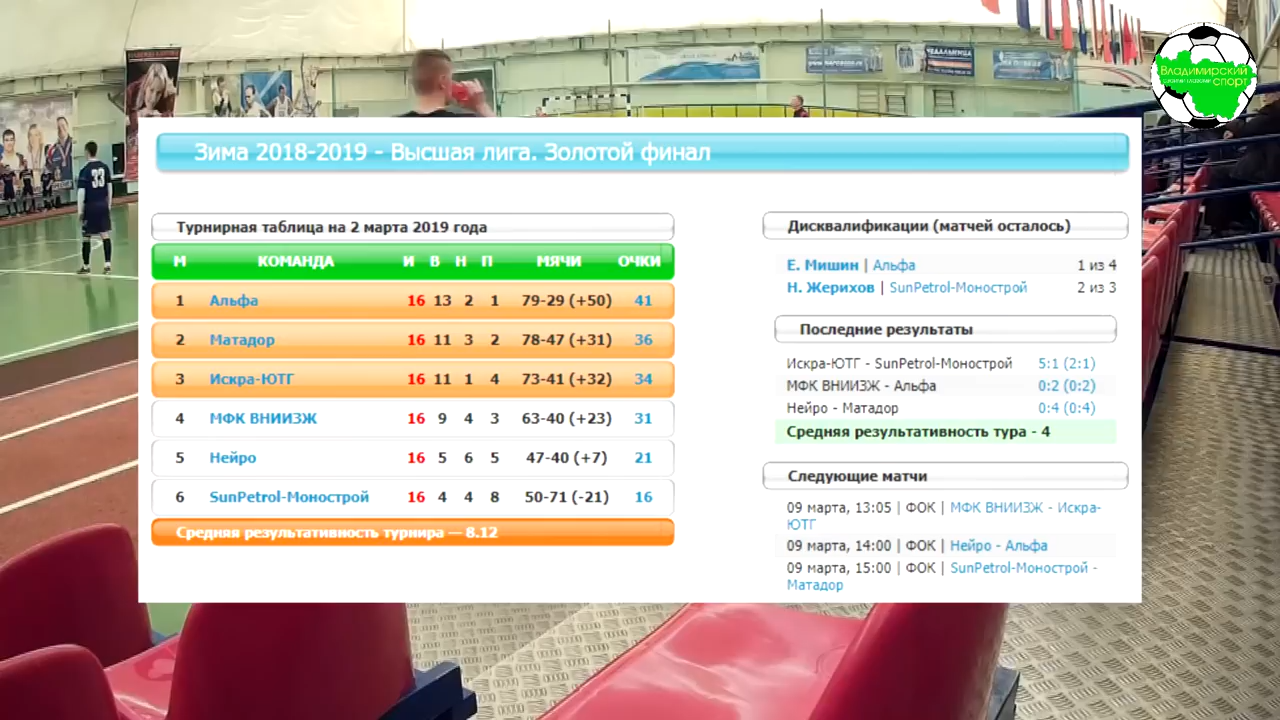 Владимирский
спорт
33
Зима 2018-2019 - Высшая лига. Золотой финал
Турнирная таблица на 2 марта 2019 года
М КОМАНДА И В Н П МЯЧИ ОЧКИ
1 Альфа 16 13 2 1 79-29 (+50) 41
2 Матадор 16 11 3 2 78-47 (+31) 36
3 Искра-ЮТГ 16 11 1 4 73-41 (+32) 34
4 МФК ВНИИЗЖ 16 9 4 3 63-40 (+23) 31
5 Нейро 16 5 6 5 47-40 (+7) 21
6 SunPetrol-Монострой 16 4 4 8 50-71 (-21) 16
Средняя результативность турнира — 8.12
Дисквалификации (матчей осталось)
Е. Мишин | Альфа 1 из 4
Н. Жерихов | SunPetrol-Монострой 2 из 3
Последние результаты
Искра-ЮТГ - SunPetrol-Монострой 5:1 (2:1)
МФК ВНИИЗЖ - Альфа 0:2 (0:2)
Нейро - Матадор 0:4 (0:4)
Средняя результативность тура - 4
Следующие матчи
09 марта, 13:05 | ФОК | МФК ВНИИЗЖ - Искра-
ЮТГ
09 марта, 14:00 | ФОК | Нейро - Альфа
09 марта, 15:00 | ФОК | SunPetrol-Монострой -
Матадор